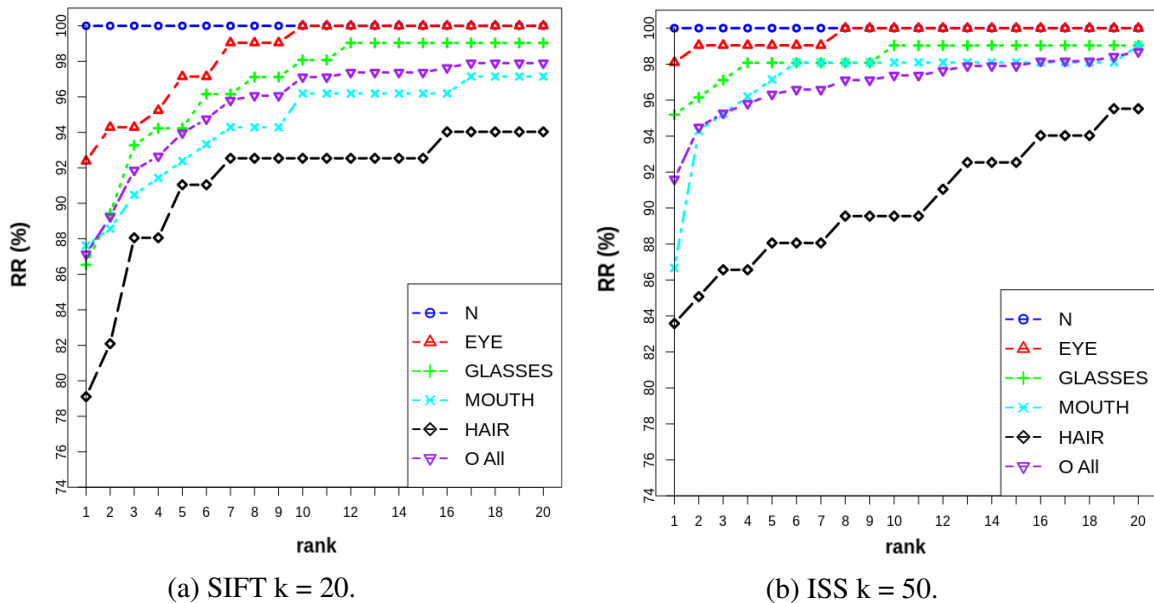 100
98
96
94
92
90
88
86
84
82
80
78
76
74
RR (%)
N
EYE
GLASSES
MOUTH
HAIR
O All
1 2 3 4 5 6 7 8 9 10 12 14 16 18 20
rank
(a) SIFT k = 20.
100
98
96
94
92
90
88
86
84
82
80
78
76
74
RR (%)
N
EYE
GLASSES
MOUTH
HAIR
O All
1 2 3 4 5 6 7 8 9 10 12 14 16 18 20
rank
(b) ISS k = 50.